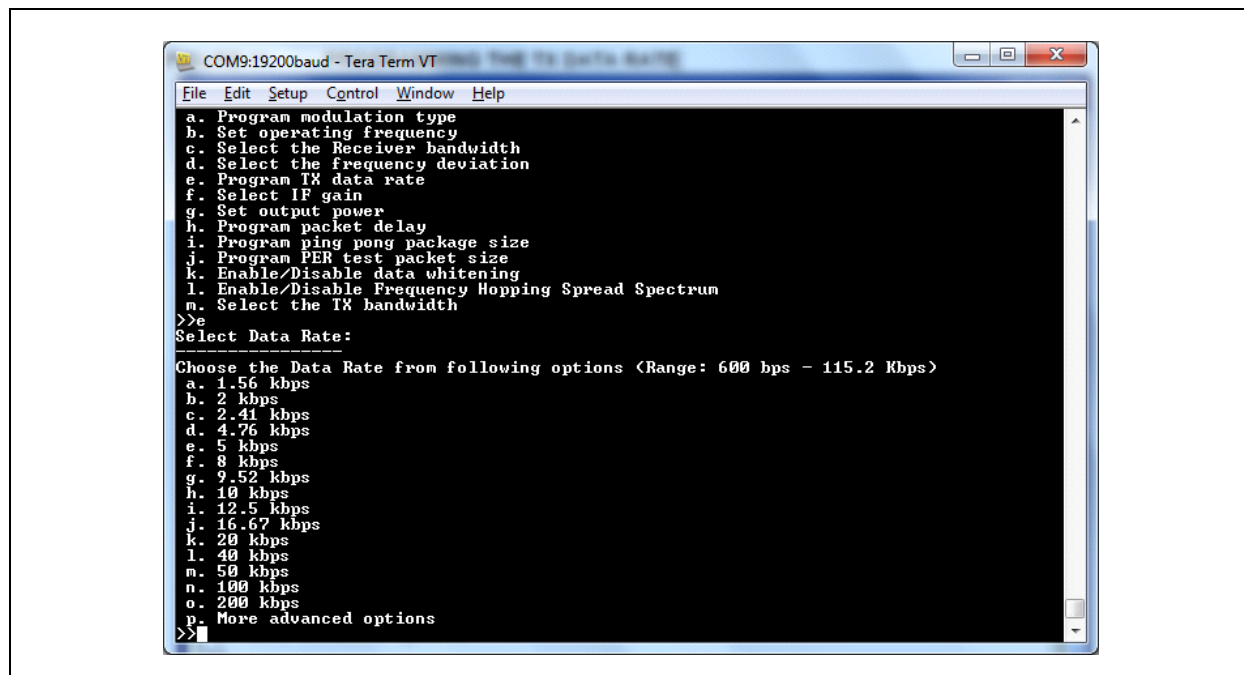 COM9:19200baud - Tera Term VT
File Edit Setup Control Window Help
a. Program modulation type
b. Set operating frequency
c. Select the Receiver bandwidth
d. Select the frequency deviation
e. Program TX data rate
f. Select IF gain
g. Set output power
h. Program packet delay
i. Program ping pong package size
j. Program PER test packet size
k. Enable/Disable data whitening
l. Enable/Disable Frequency Hopping Spread Spectrum
m. Select the TX bandwidth
>>e
Select Data Rate:
-----------------
Choose the Data Rate from following options (Range: 600 bps - 115.2 Kbps)
a. 1.56 kbps
b. 2 kbps
c. 2.41 kbps
d. 4.76 kbps
e. 5 kbps
f. 8 kbps
g. 9.52 kbps
h. 10 kbps
i. 12.5 kbps
j. 16.67 kbps
k. 20 kbps
l. 40 kbps
m. 50 kbps
n. 100 kbps
o. 200 kbps
p. More advanced options
>>